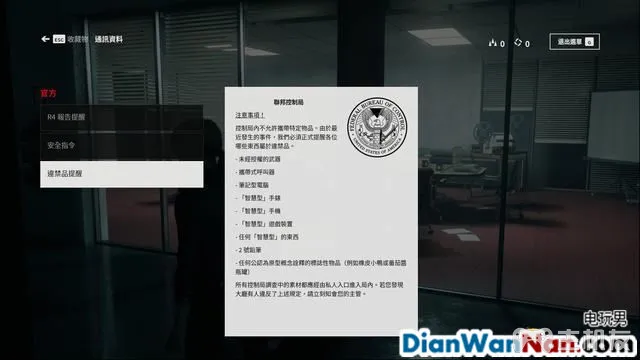 ESC 收藏物 通訊資料
0 0 退出選單
官方
R4 報告提醒
安全指令
違禁品提醒
聯邦控制局
FEDERAL BUREAU OF CONTROL
注意事項！
控制局內不允許攜帶特定物品。由於最
近發生的事件，我們必須正式提醒各位
哪些東西屬於違禁品。
- 未經授權的武器
- 攜帶式呼叫器
- 筆記型電腦
- 「智慧型」手錶
- 「智慧型」手機
- 「智慧型」遊戲裝置
- 任何「智慧型」的東西
- 2 號鉛筆
- 任何公認為原型概念詮釋的標誌性物品（例如橡皮小鴨或番茄醬
瓶罐）
所有控制局調查中的素材都應經由私人入口進入局內。若您發現
大廳有人違反了上述規定，請立刻知會您的主管。
电玩男
DianWanNan.com